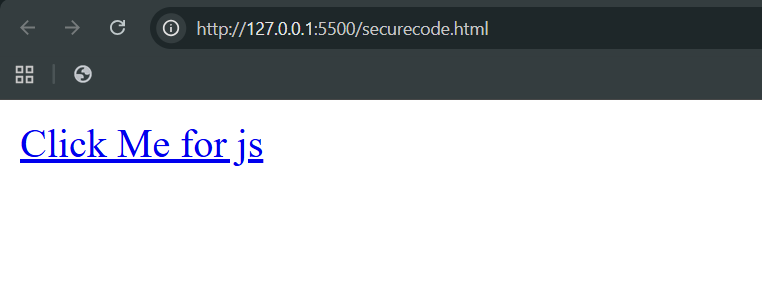 http://127.0.0.1:5500/securecode.html
Click Me for js